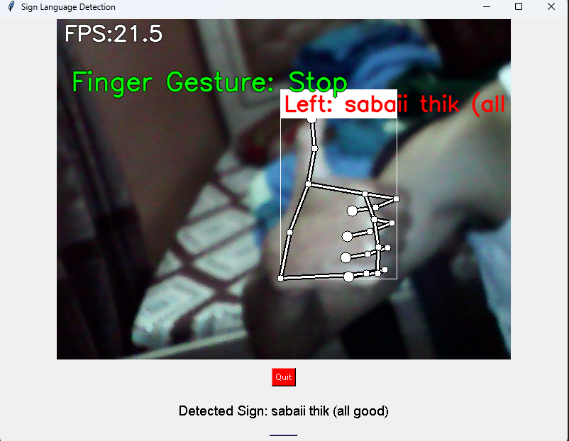 Sign Language Detection
FPS:21.5
Finger Gesture: Stop
Left: sabaii thik (all
Quit
Detected Sign: sabaii thik (all good)